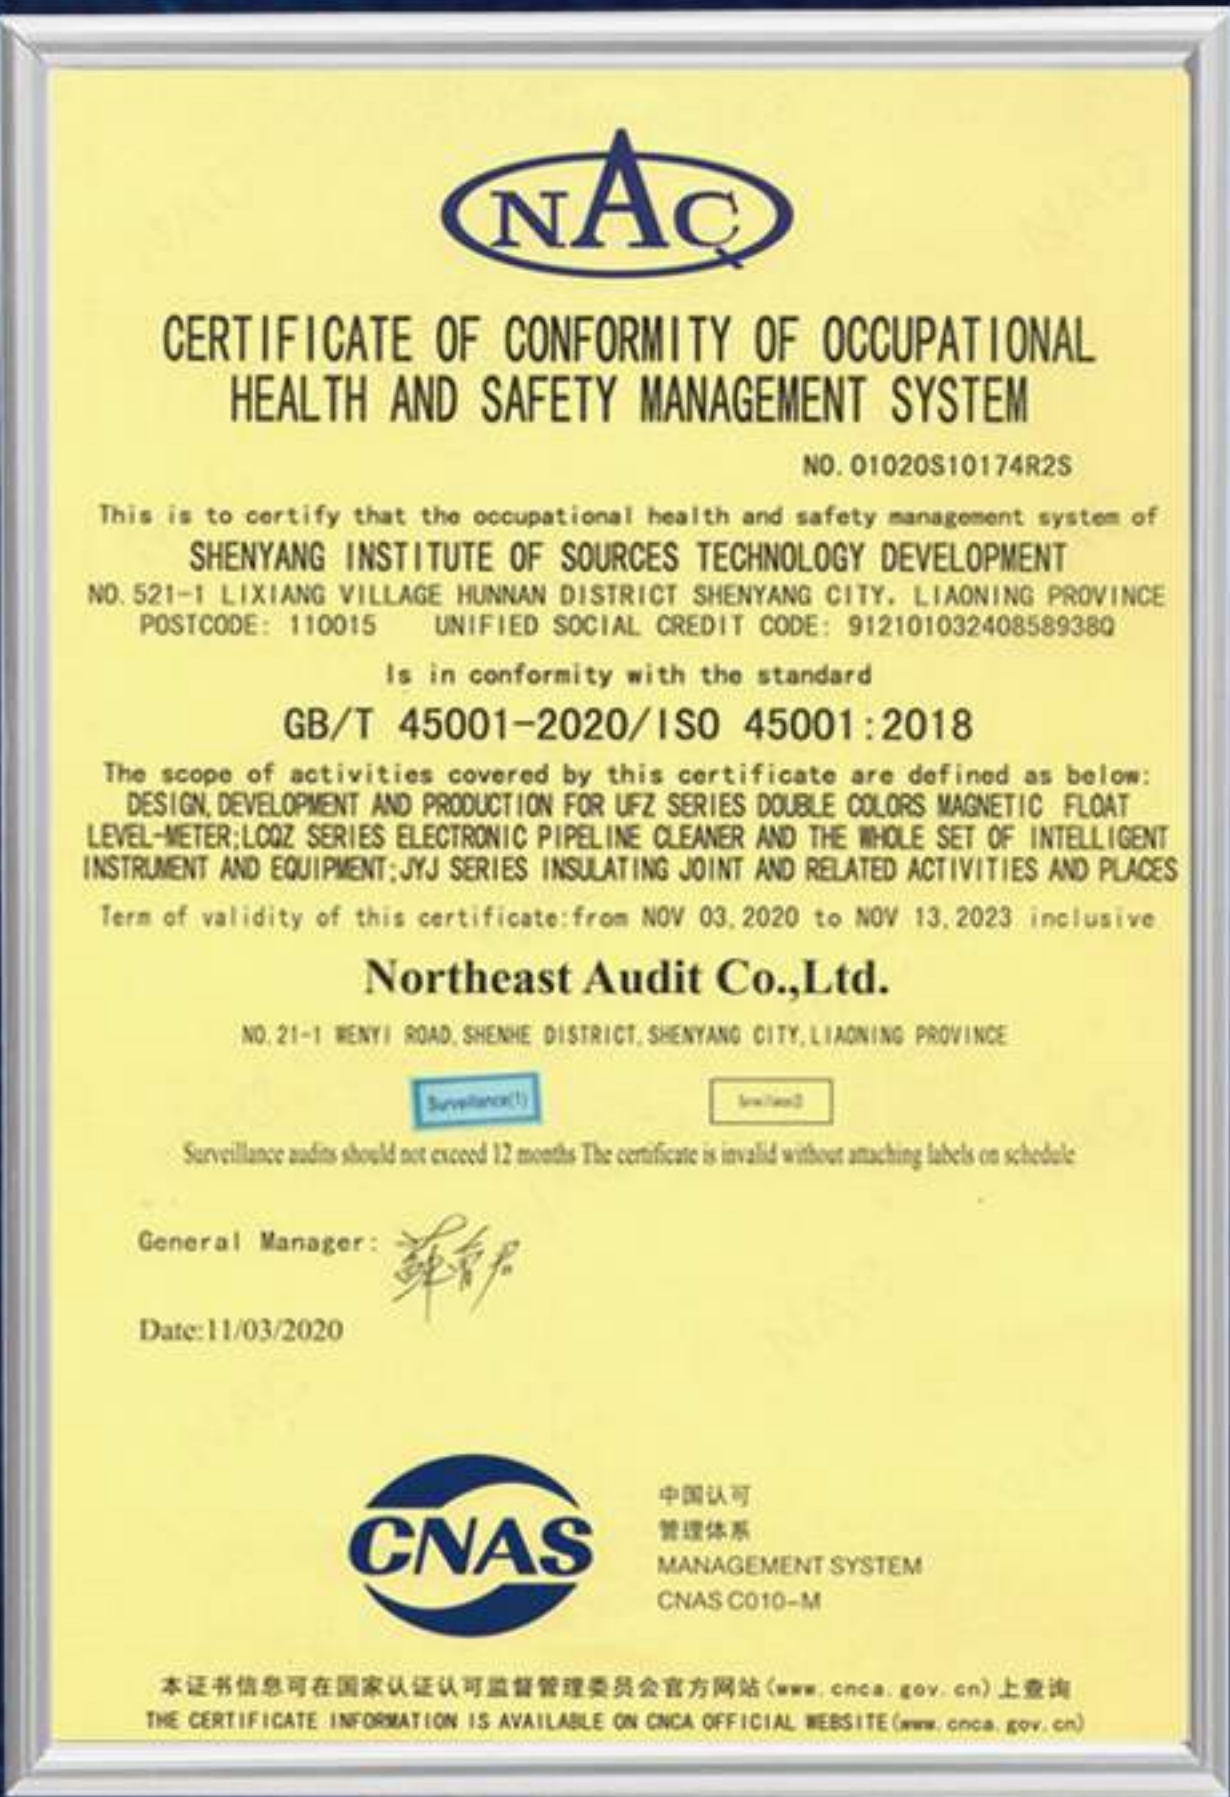 NAC
CERTIFICATE OF CONFORMITY OF OCCUPATIONAL
HEALTH AND SAFETY MANAGEMENT SYSTEM
NO. 01020S10174R2S
This is to certify that the occupational health and safety management system of
SHENYANG INSTITUTE OF SOURCES TECHNOLOGY DEVELOPMENT
NO. 521-1 LIXIANG VILLAGE HUNNAN DISTRICT SHENYANG CITY, LIAONING PROVINCE
POSTCODE: 110015 UNIFIED SOCIAL CREDIT CODE: 91210103240858938Q
Is in conformity with the standard
GB/T 45001-2020/ISO 45001:2018
The scope of activities covered by this certificate are defined as below:
DESIGN, DEVELOPMENT AND PRODUCTION FOR UFZ SERIES DOUBLE COLORS MAGNETIC FLOAT
LEVEL-METER;LCQZ SERIES ELECTRONIC PIPELINE CLEANER AND THE WHOLE SET OF INTELLIGENT
INSTRUMENT AND EQUIPMENT;JYJ SERIES INSULATING JOINT AND RELATED ACTIVITIES AND PLACES
Term of validity of this certificate:from NOV 03, 2020 to NOV 13, 2023 inclusive
Northeast Audit Co.,Ltd.
NO. 21-1 WENYI ROAD, SHENHE DISTRICT, SHENYANG CITY, LIAONING PROVINCE
Surveillance(1)
Surveillance audits should not exceed 12 months The certificate is invalid without attaching labels on schedule
General Manager:
Date:11/03/2020
CNAS
中国认可
管理体系
MANAGEMENT SYSTEM
CNAS C010-M
本证书信息可在国家认证认可监督管理委员会官方网站(www.cnca.gov.cn)上查询
THE CERTIFICATE INFORMATION IS AVAILABLE ON CNCA OFFICIAL WEBSITE(www.cnca.gov.cn)